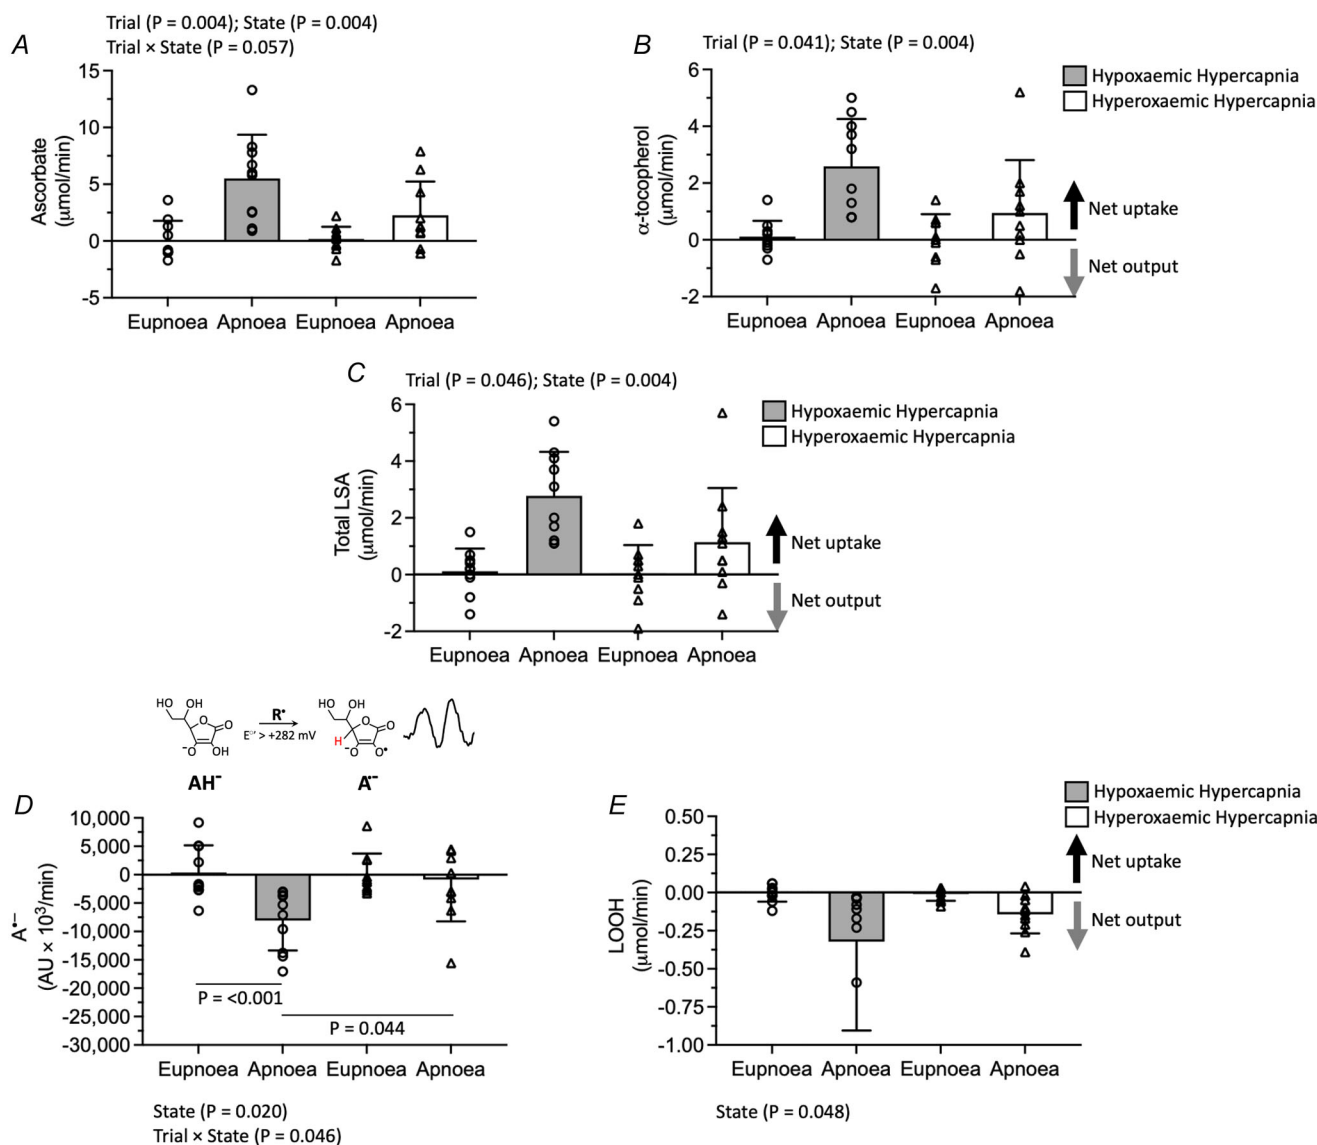 A
Trial (P = 0.004); State (P = 0.004)
Trial × State (P = 0.057)
Ascorbate
(μmol/min)
15
10
5
0
-5
Eupnoea Apnoea Eupnoea Apnoea
B
Trial (P = 0.041); State (P = 0.004)
α-tocopherol
(μmol/min)
6
4
2
0
-2
Eupnoea Apnoea Eupnoea Apnoea
Hypoxaemic Hypercapnia
Hyperoxaemic Hypercapnia
Net uptake
Net output
C
Trial (P = 0.046); State (P = 0.004)
Total LSA
(μmol/min)
6
4
2
0
-2
Eupnoea Apnoea Eupnoea Apnoea
Hypoxaemic Hypercapnia
Hyperoxaemic Hypercapnia
Net uptake
Net output
HO OH
O
O
⁻O OH
R•
E°′ > +282 mV
HO OH
O
O
H
⁻O O•
AH⁻
A•⁻
D
A•–
(AU × 10³/min)
10,000
5,000
0
-5,000
-10,000
-15,000
-20,000
-25,000
-30,000
P = <0.001
P = 0.044
Eupnoea Apnoea Eupnoea Apnoea
State (P = 0.020)
Trial × State (P = 0.046)
E
LOOH
(μmol/min)
0.50
0.25
0.00
-0.25
-0.50
-0.75
-1.00
Eupnoea Apnoea Eupnoea Apnoea
State (P = 0.048)
Hypoxaemic Hypercapnia
Hyperoxaemic Hypercapnia
Net uptake
Net output